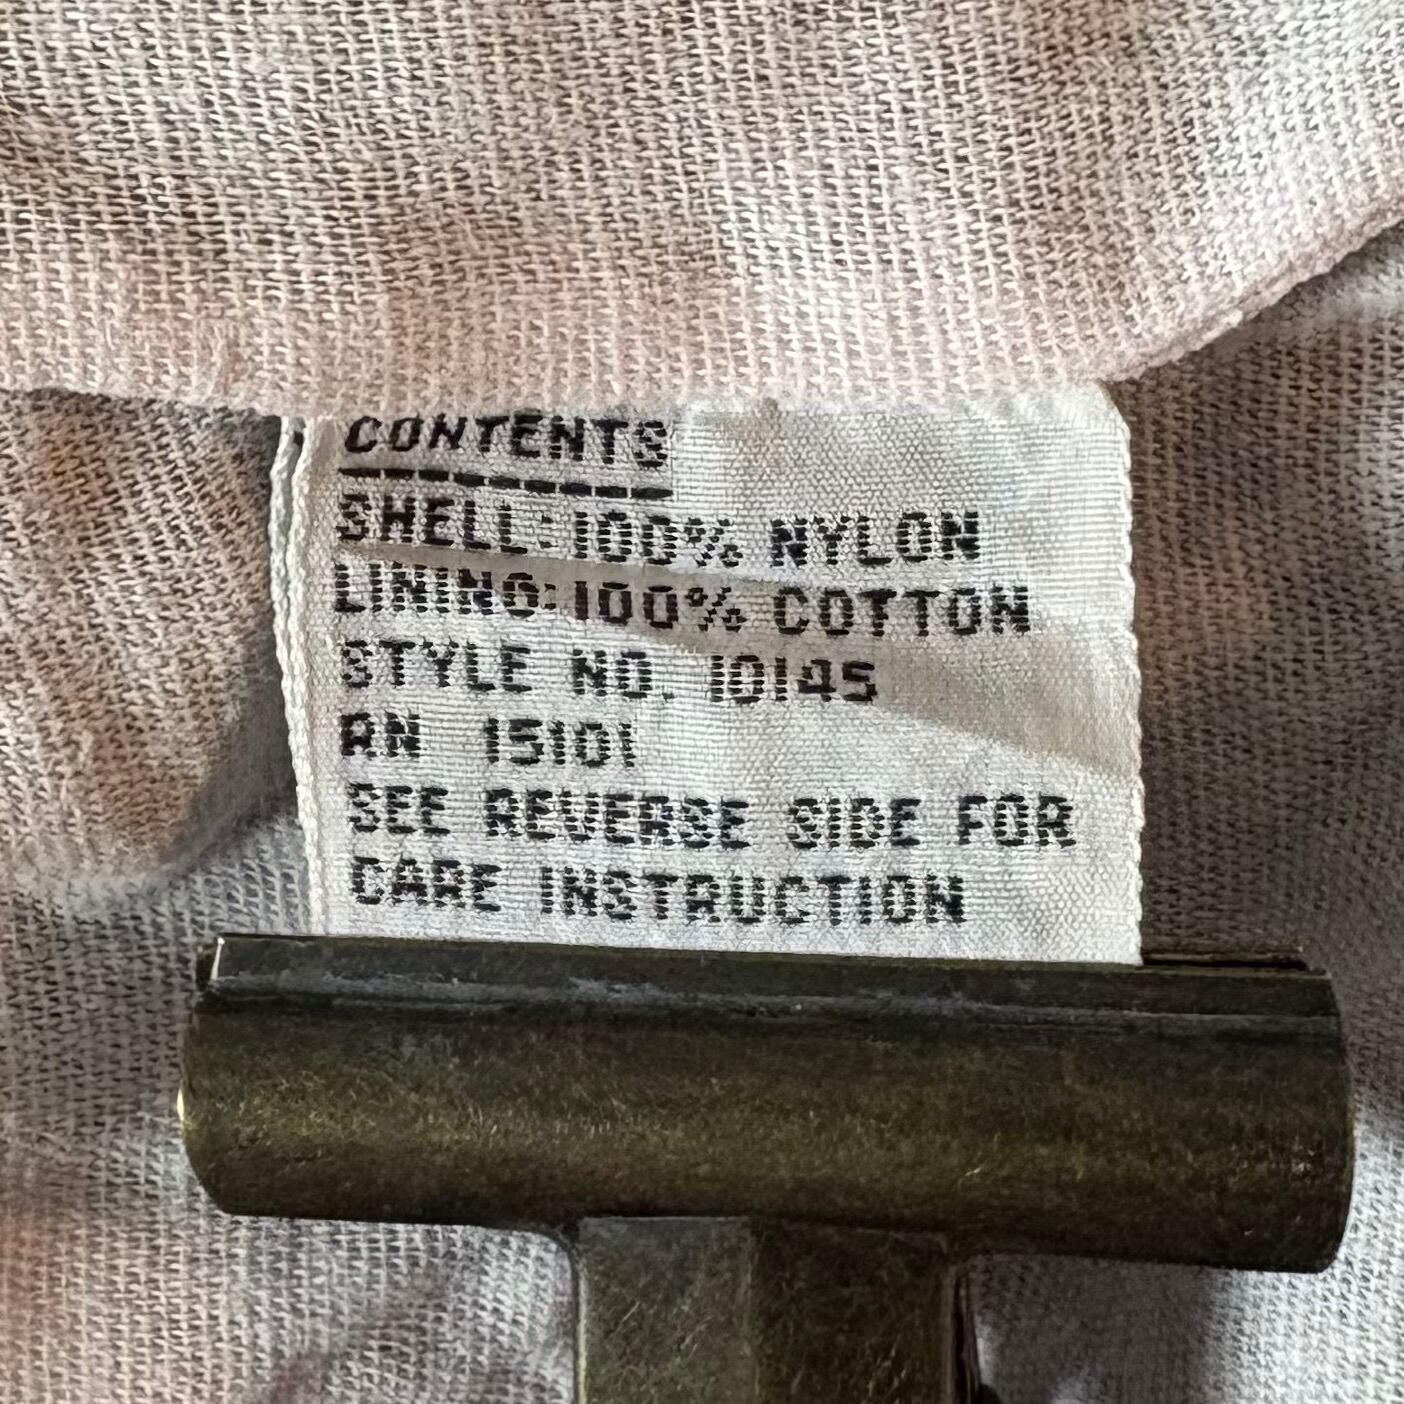 CONTENTS
SHELL: 100% NYLON
LINING: 100% COTTON
STYLE NO. 10145
RN 15101
SEE REVERSE SIDE FOR
CARE INSTRUCTION